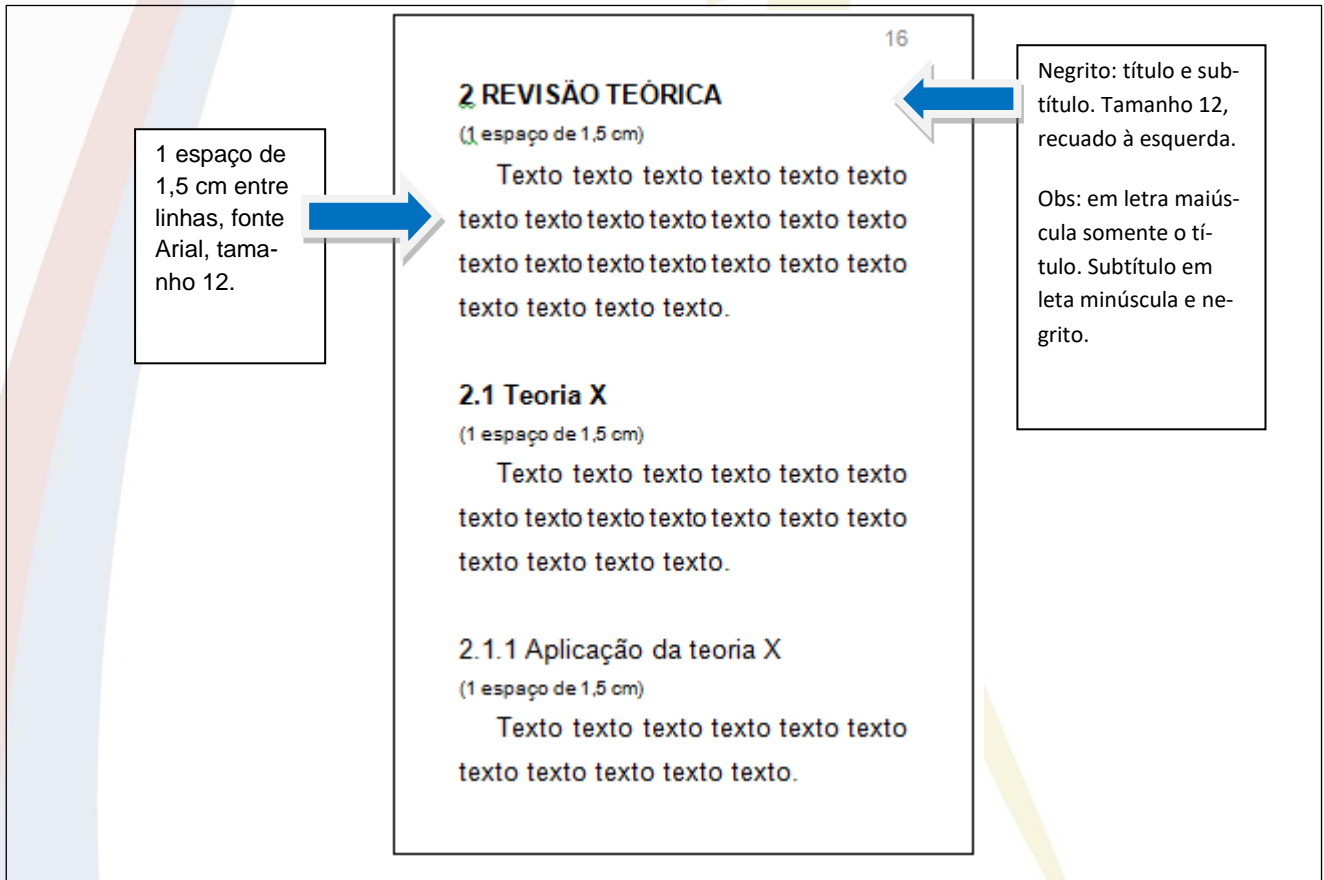 16
2 REVISÃO TEÓRICA
(1 espaço de 1,5 cm)
Texto texto texto texto texto texto
texto texto texto texto texto texto texto
texto texto texto texto texto texto texto
texto texto texto texto.
2.1 Teoria X
(1 espaço de 1,5 cm)
Texto texto texto texto texto texto
texto texto texto texto texto texto texto
texto texto texto texto.
2.1.1 Aplicação da teoria X
(1 espaço de 1,5 cm)
Texto texto texto texto texto texto
texto texto texto texto texto.
1 espaço de
1,5 cm entre
linhas, fonte
Arial, tama-
nho 12.
Negrito: título e sub-
título. Tamanho 12,
recuado à esquerda.
Obs: em letra maiús-
cula somente o tí-
tulo. Subtítulo em
leta minúscula e ne-
grito.